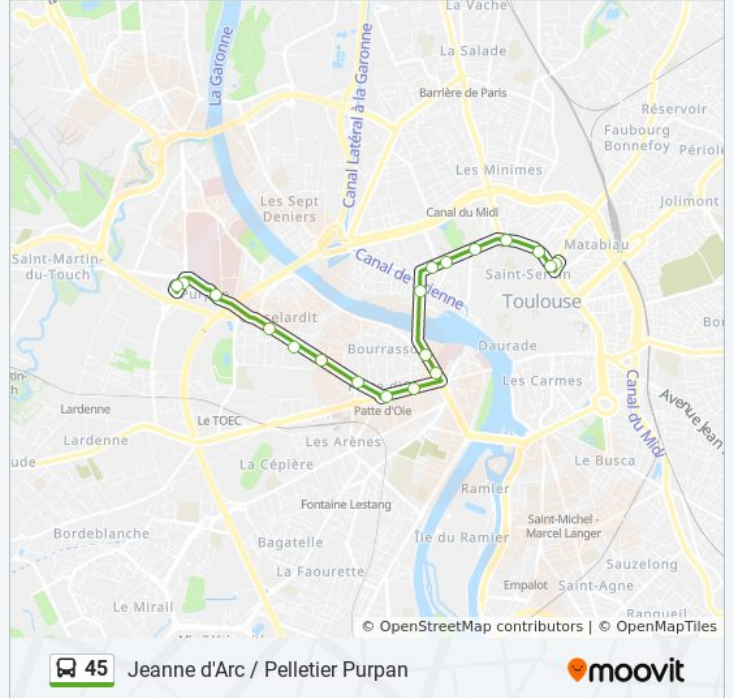 La Vache
La Salade
La Garonne
Canal Latéral à la Garonne
Barrière de Paris
Réservoir
Faubourg
Bonnefoy
Les Minimes
Jolimont
Les Sept
Deniers
Canal du Midi
Matabiau
Saint-Martin-
du-Touch
Canal de
Saint-Se
Toulouse
Bourrass
Daurade
Les Carmes
Lardenne
Patte d'Oie
Le TOEC
Canal du Midi
Avenue Jean
Lardenne
Les Arènes
La Cépière
Le Busca
Ramier
Fontaine Lestang
Saint-Michel -
Marcel Langer
Bordeblanche
Bagatelle
Île du Ramier
La Faourette
Sauzelong
Empalot
Saint-Agne
Le Mirail
Rangueil
© OpenStreetMap contributors | © OpenMapTiles
45
Jeanne d'Arc / Pelletier Purpan
moovit